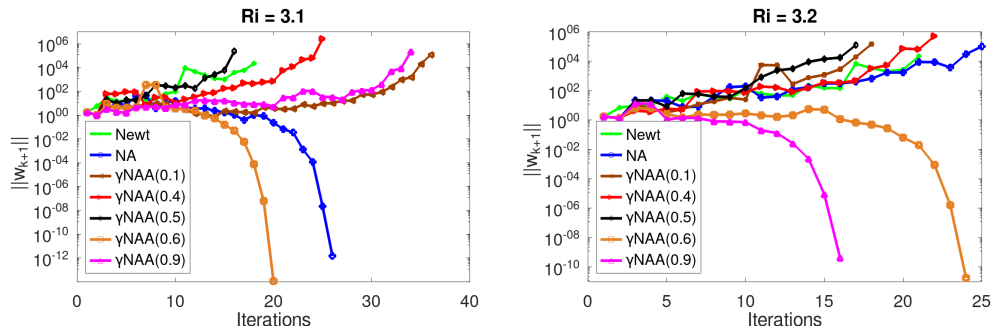 Ri = 3.1
10^06
10^04
10^02
10^00
10^-02
10^-04
10^-06
10^-08
10^-10
10^-12
||w_k+1||
Newt
NA
γNAA(0.1)
γNAA(0.4)
γNAA(0.5)
γNAA(0.6)
γNAA(0.9)
0 10 20 30 40
Iterations
Ri = 3.2
10^06
10^04
10^02
10^00
10^-02
10^-04
10^-06
10^-08
10^-10
||w_k+1||
Newt
NA
γNAA(0.1)
γNAA(0.4)
γNAA(0.5)
γNAA(0.6)
γNAA(0.9)
0 5 10 15 20 25
Iterations